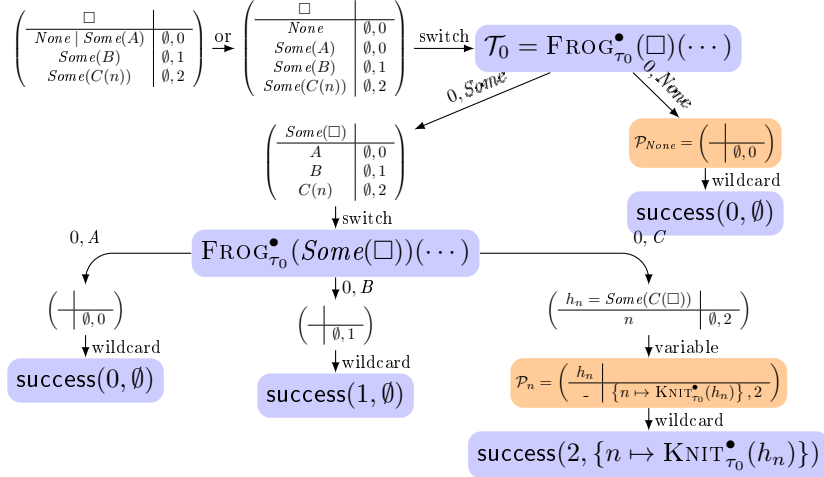 □
None | Some(A) ∅, 0
Some(B) ∅, 1
Some(C(n)) ∅, 2
or
□
None ∅, 0
Some(A) ∅, 0
Some(B) ∅, 1
Some(C(n)) ∅, 2
switch
𝒯₀ = FROG•τ₀(□)(⋯)
0, Some
0, None
Some(□)
A ∅, 0
B ∅, 1
C(n) ∅, 2
𝒫None = ( ∅, 0 )
wildcard
success(0, ∅)
switch
FROG•τ₀(Some(□))(⋯)
0, A
0, B
0, C
∅, 0
wildcard
success(0, ∅)
∅, 1
wildcard
success(1, ∅)
hₙ = Some(C(□))
n ∅, 2
variable
𝒫ₙ = ( hₙ
- {n ↦ KNIT•τ₀(hₙ)}, 2 )
wildcard
success(2, {n ↦ KNIT•τ₀(hₙ)})